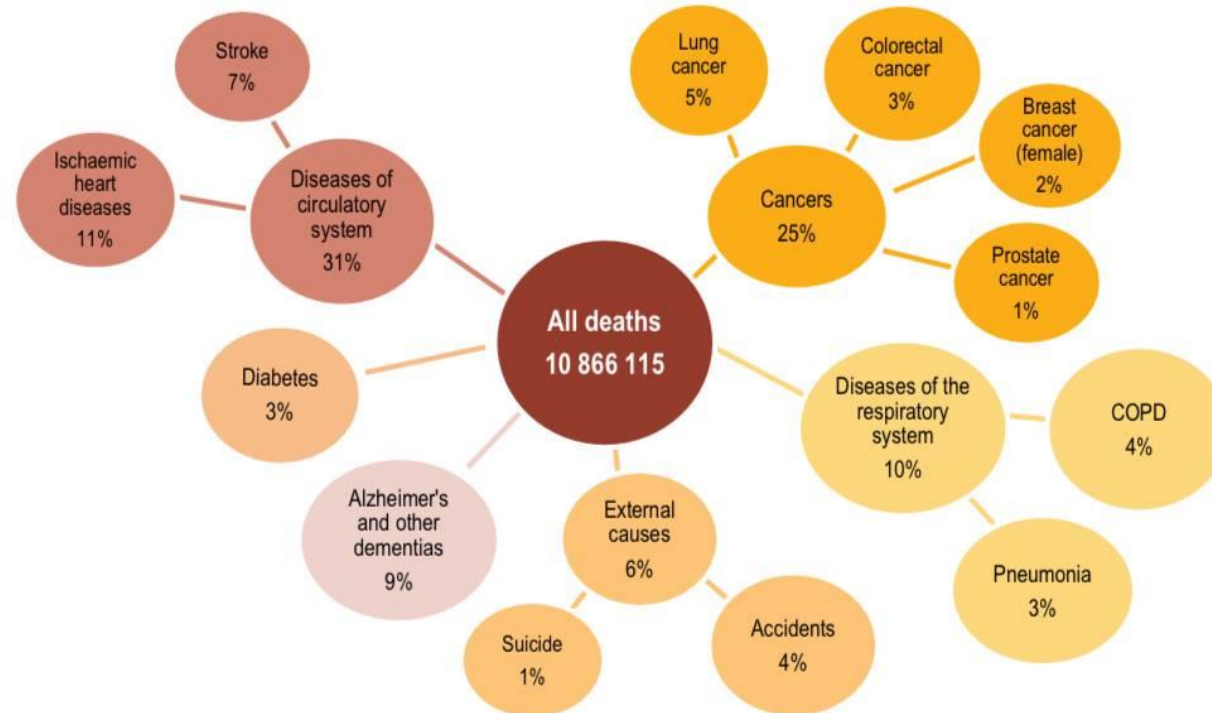 Stroke
7%
Ischaemic
heart
diseases
11%
Diseases of
circulatory
system
31%
Lung
cancer
5%
Colorectal
cancer
3%
Breast
cancer
(female)
2%
Cancers
25%
Prostate
cancer
1%
All deaths
10 866 115
Diabetes
3%
Diseases of the
respiratory
system
10%
COPD
4%
Alzheimer's
and other
dementias
9%
External
causes
6%
Pneumonia
3%
Suicide
1%
Accidents
4%